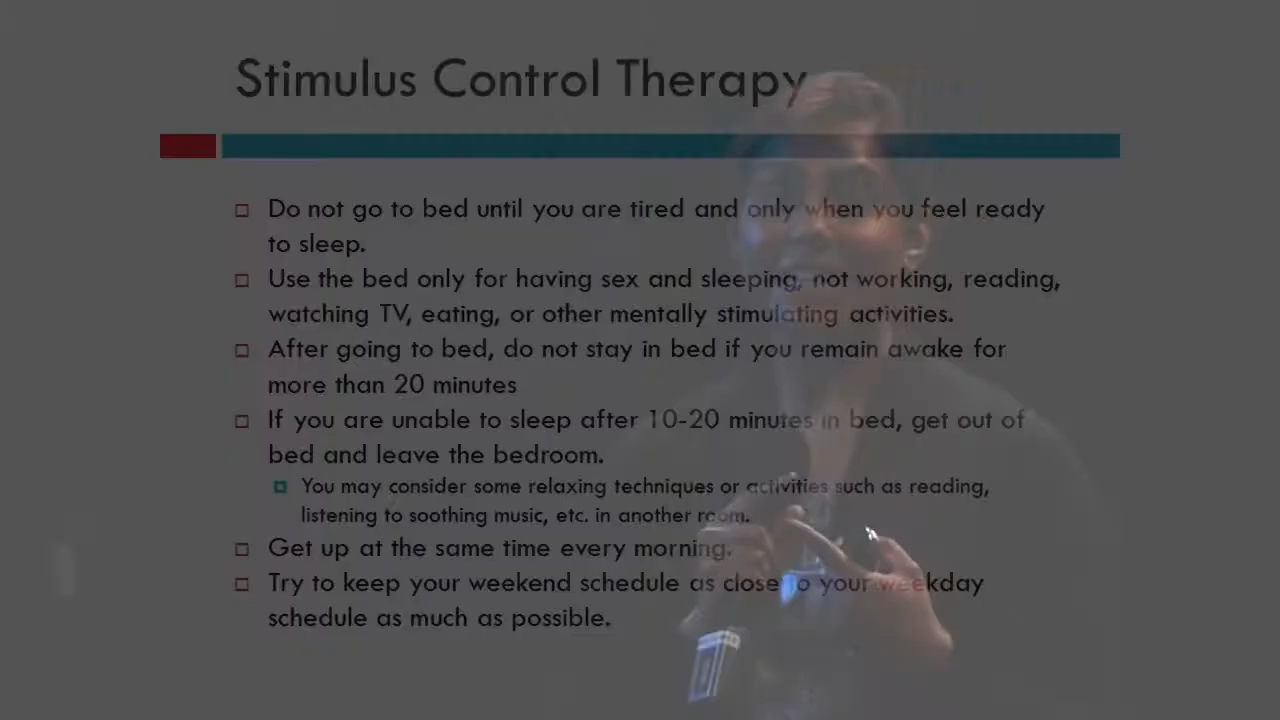 Stimulus Control Therapy
Do not go to bed until you are tired and only when you feel ready
to sleep.
Use the bed only for having sex and sleeping, not working, reading,
watching TV, eating, or other mentally stimulating activities.
After going to bed, do not stay in bed if you remain awake for
more than 20 minutes
If you are unable to sleep after 10-20 minutes in bed, get out of
bed and leave the bedroom.
You may consider some relaxing techniques or activities such as reading,
listening to soothing music, etc. in another room.
Get up at the same time every morning.
Try to keep your weekend schedule as close to your weekday
schedule as much as possible.